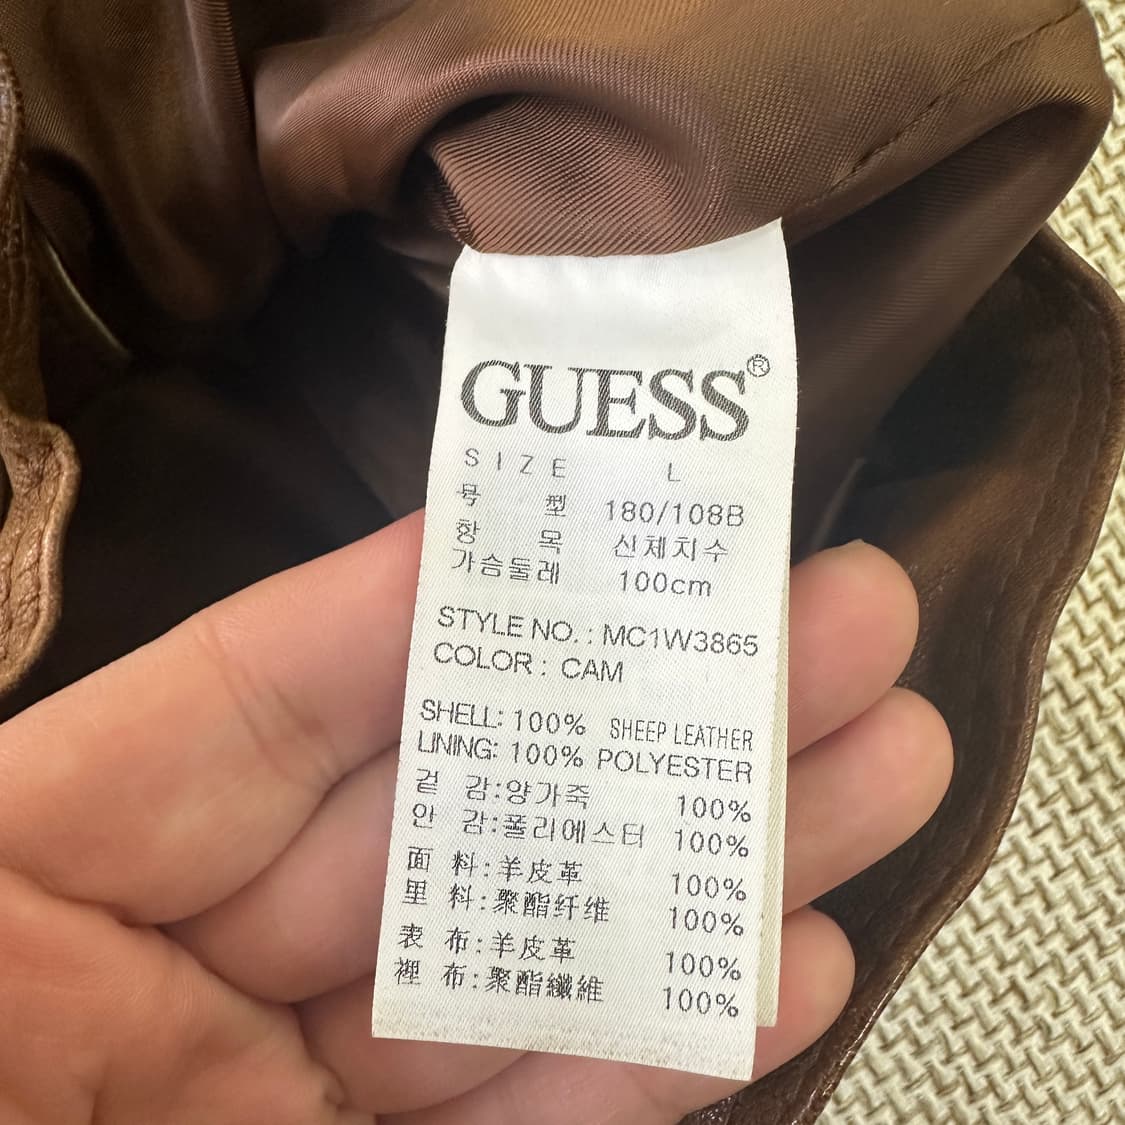 GUESS®
SIZE L
号 型 180/108B
항 목 신체치수
가슴둘레 100cm
STYLE NO. : MC1W3865
COLOR : CAM
SHELL: 100% SHEEP LEATHER
LINING: 100% POLYESTER
겉 감:양가죽 100%
안 감:폴리에스터 100%
面 料:羊皮革 100%
里 料:聚酯纤维 100%
表 布:羊皮革 100%
裡 布:聚酯纖維 100%